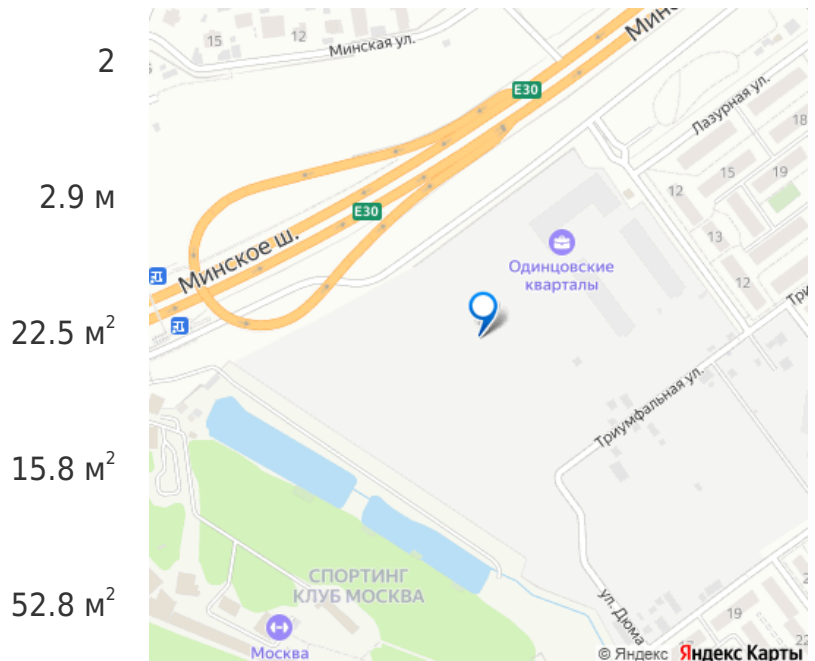 2
2.9 м
22.5 м²
15.8 м²
52.8 м²
15
12
Минская ул.
Минс
E30
Лазурная ул.
18
15
19
12
E30
Минское ш.
13
Одинцовские
кварталы
12
Три
Триумфальная ул.
СПОРТИНГ
КЛУБ МОСКВА
ул. Дюма
19
Москва
© Яндекс Яндекс Карты